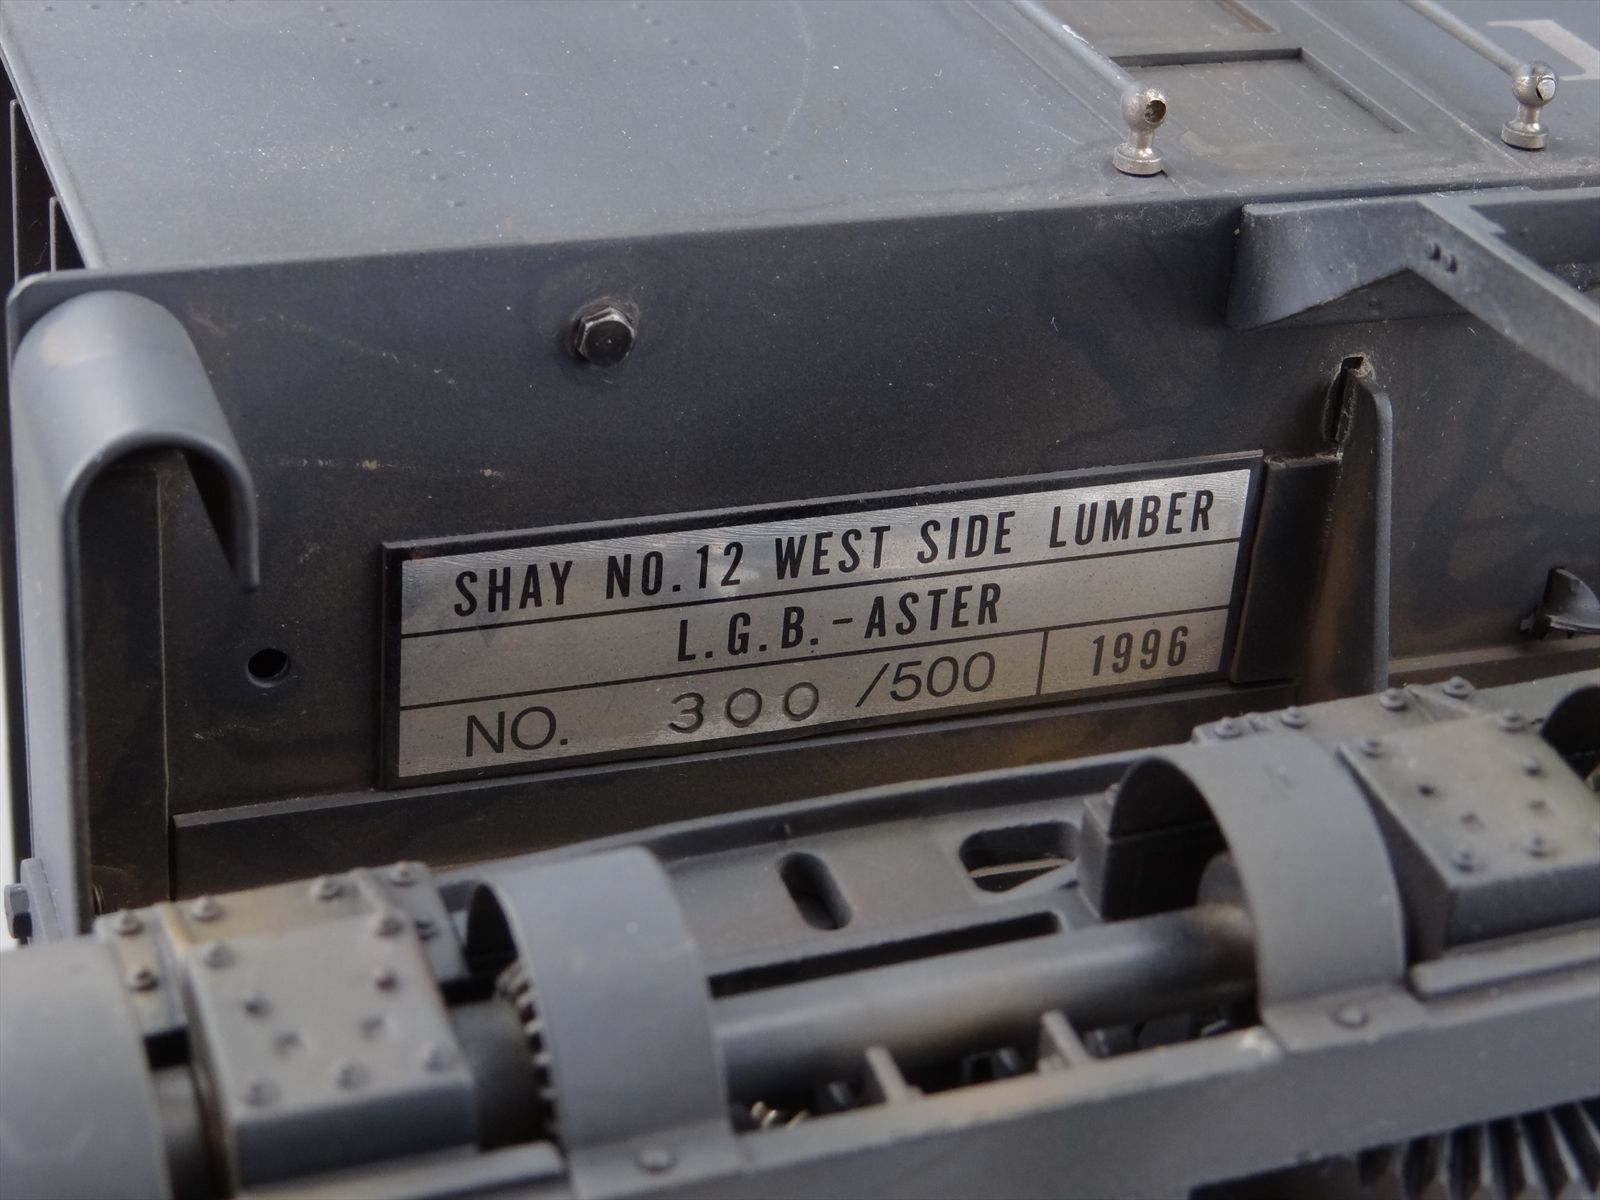 SHAY NO.12 WEST SIDE LUMBER
L.G.B.-ASTER
NO. 300 /500 1996